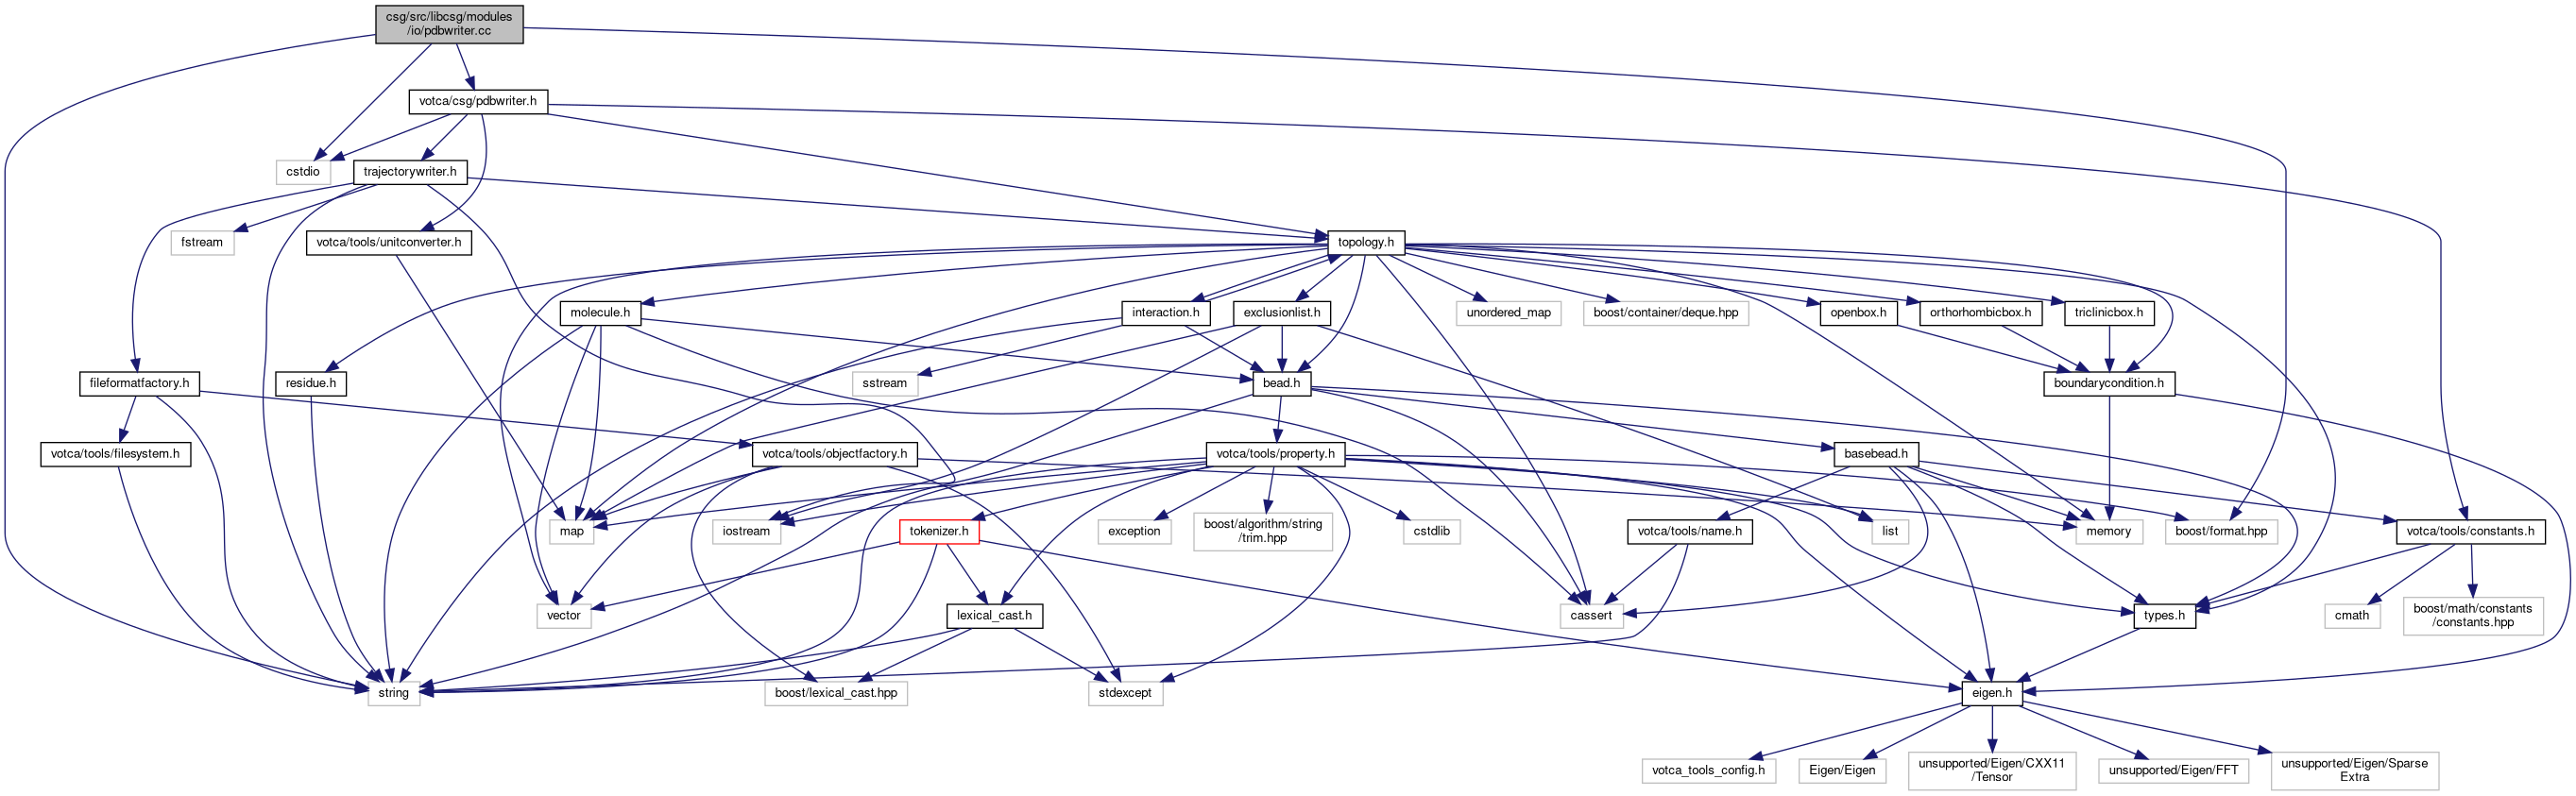 csg/src/libcsg/modules
/io/pdbwriter.cc
votca/csg/pdbwriter.h
cstdio
trajectorywriter.h
fstream
votca/tools/unitconverter.h
topology.h
molecule.h
interaction.h
exclusionlist.h
unordered_map
boost/container/deque.hpp
openbox.h
orthorhombicbox.h
triclinicbox.h
fileformatfactory.h
residue.h
sstream
bead.h
boundarycondition.h
votca/tools/filesystem.h
votca/tools/objectfactory.h
votca/tools/property.h
basebead.h
map
iostream
tokenizer.h
exception
boost/algorithm/string
/trim.hpp
cstdlib
list
votca/tools/name.h
memory
boost/format.hpp
votca/tools/constants.h
vector
lexical_cast.h
cassert
types.h
cmath
boost/math/constants
/constants.hpp
string
boost/lexical_cast.hpp
stdexcept
eigen.h
votca_tools_config.h
Eigen/Eigen
unsupported/Eigen/CXX11
/Tensor
unsupported/Eigen/FFT
unsupported/Eigen/Sparse
Extra